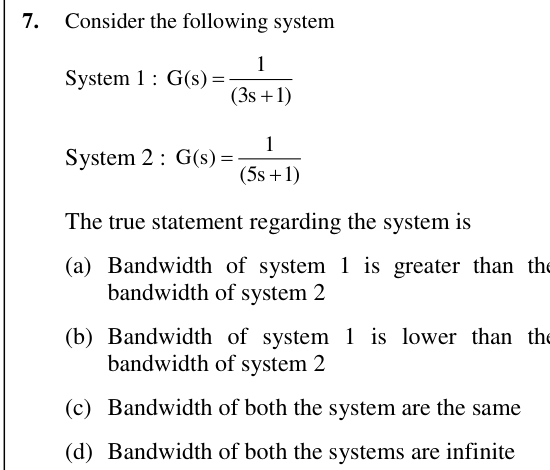 7. Consider the following system
System 1 : G(s) = 1/(3s + 1)
System 2 : G(s) = 1/(5s + 1)
The true statement regarding the system is
(a) Bandwidth of system 1 is greater than the
bandwidth of system 2
(b) Bandwidth of system 1 is lower than the
bandwidth of system 2
(c) Bandwidth of both the system are the same
(d) Bandwidth of both the systems are infinite